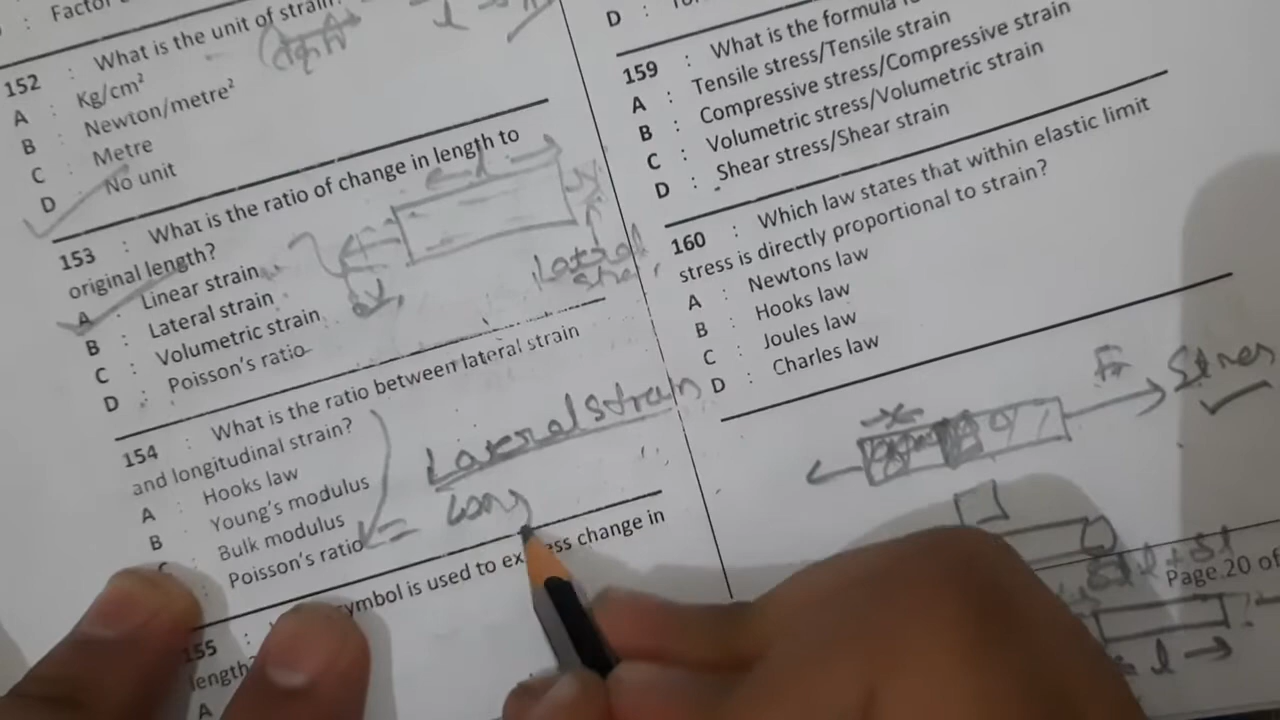 : Factor
152 : What is the unit of strain?
A : Kg/cm²
B : Newton/metre²
C : Metre
D : No unit
153 : What is the ratio of change in length to
original length?
A : Linear strain
B : Lateral strain
C : Volumetric strain
D : Poisson's ratio
Lateral
154 : What is the ratio between lateral strain
and longitudinal strain?
A : Hooks law
B : Young's modulus
Bulk modulus
: Poisson's ratio
= Lateral Strain
Long
155 : symbol is used to change in
length
A
D :
159 : What is the formula
A : Tensile stress/Tensile strain
B : Compressive stress/Compressive strain
C : Volumetric stress/Volumetric strain
D : Shear stress/Shear strain
160 : Which law states that within elastic limit
stress is directly proportional to strain?
A : Newtons law
B : Hooks law
C : Joules law
D : Charles law
Stres
l + δl
l
Page.20 of